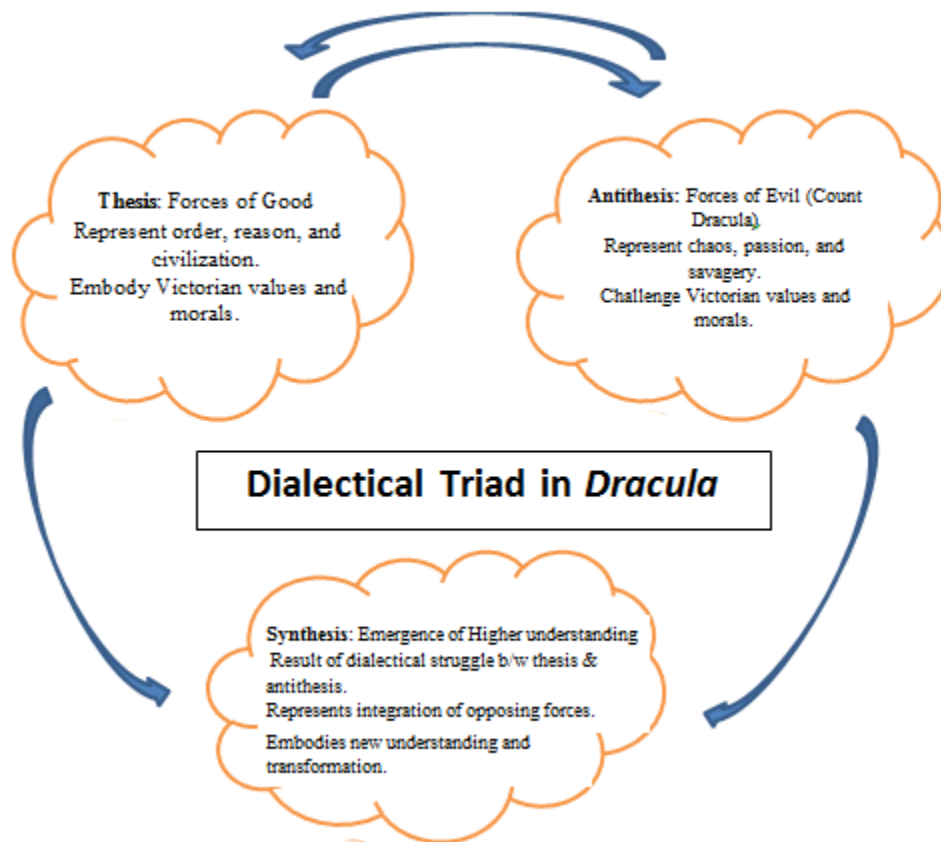 Thesis: Forces of Good
Represent order, reason, and
civilization.
Embody Victorian values and
morals.
Antithesis: Forces of Evil (Count
Dracula).
Represent chaos, passion, and
savagery.
Challenge Victorian values and
morals.
Dialectical Triad in Dracula
Synthesis: Emergence of Higher understanding
Result of dialectical struggle b/w thesis &
antithesis.
Represents integration of opposing forces.
Embodies new understanding and
transformation.